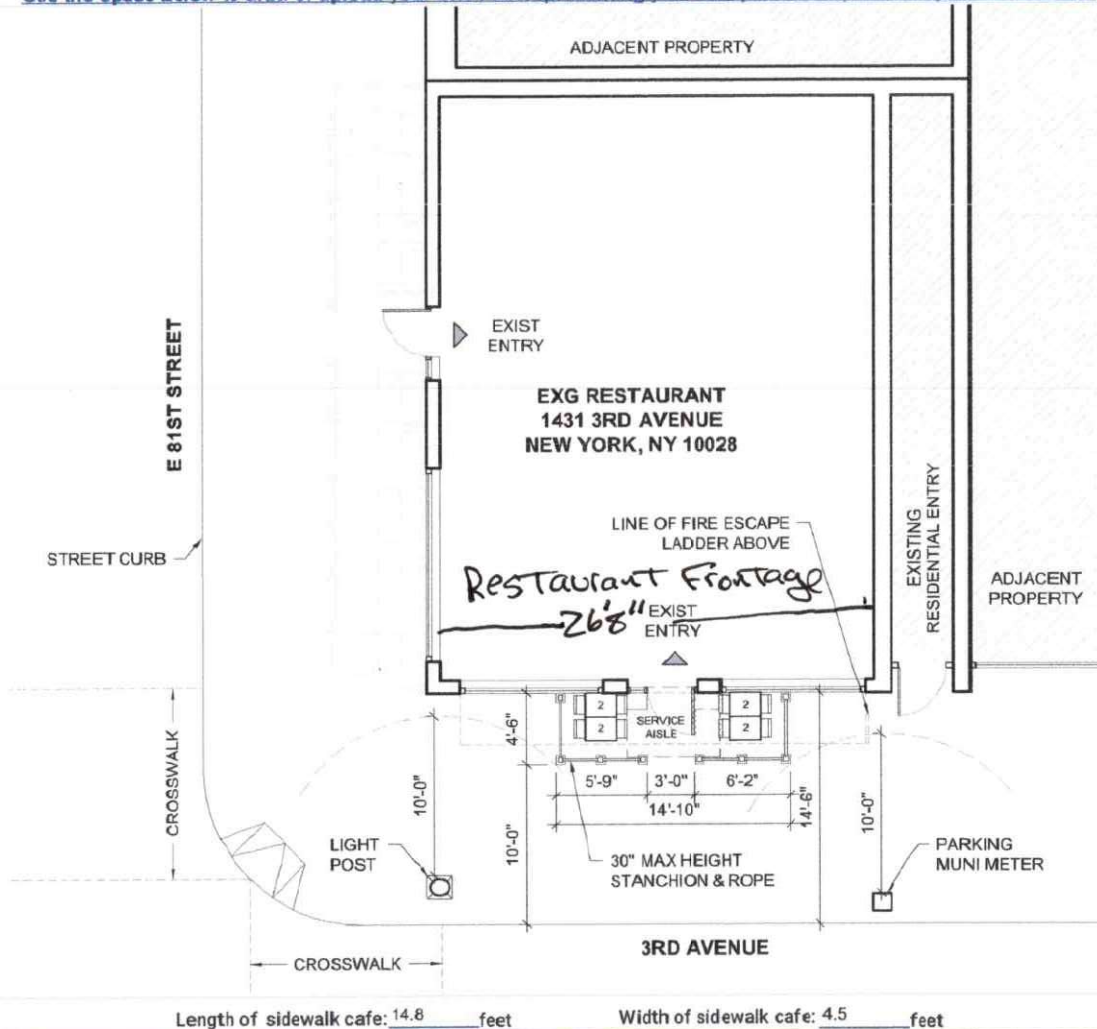 ADJACENT PROPERTY
EXIST
ENTRY
E 81ST STREET
EXG RESTAURANT
1431 3RD AVENUE
NEW YORK, NY 10028
STREET CURB
LINE OF FIRE ESCAPE
LADDER ABOVE
EXISTING
RESIDENTIAL ENTRY
ADJACENT
PROPERTY
Restaurant Frontage
26'8"
EXIST
ENTRY
CROSSWALK
4'-6"
2
2
SERVICE
AISLE
2
2
10'-0"
5'-9"
3'-0"
6'-2"
14'-10"
14'-6"
10'-0"
10'-0"
LIGHT
POST
30" MAX HEIGHT
STANCHION & ROPE
PARKING
MUNI METER
3RD AVENUE
CROSSWALK
Length of sidewalk cafe: 14.8 feet Width of sidewalk cafe: 4.5 feet